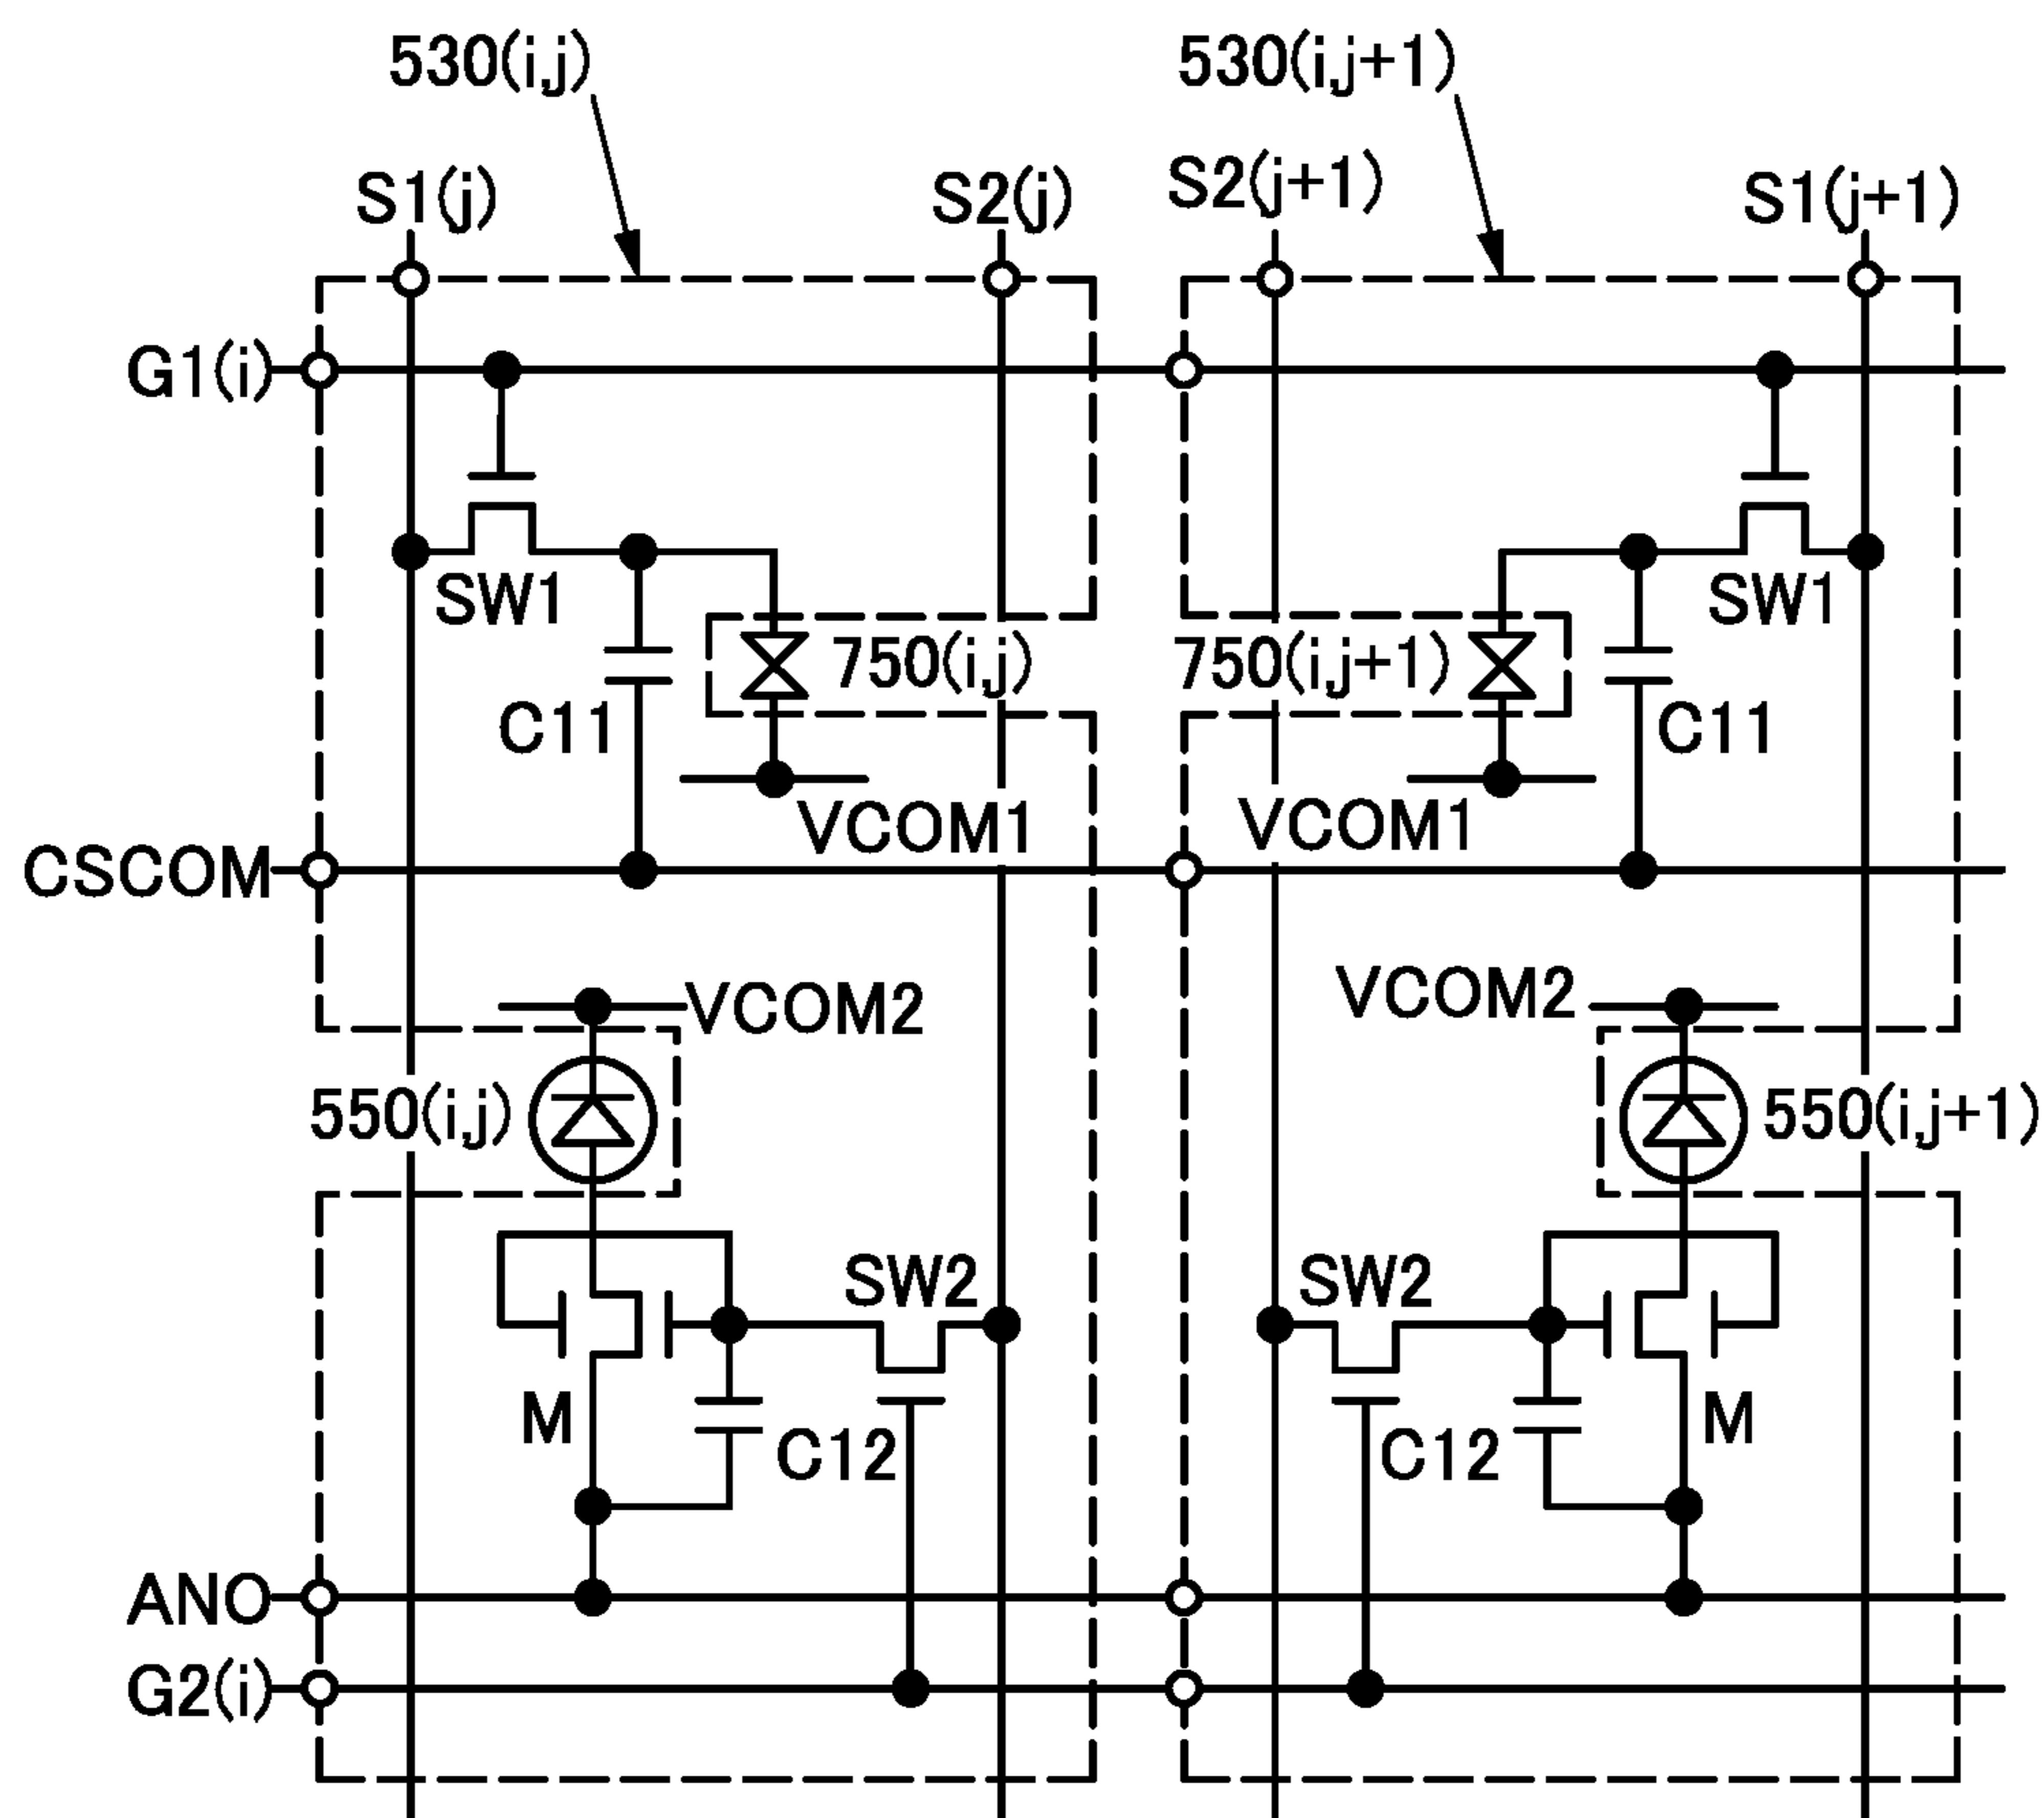 530(i,j) 530(i,j+1)
S1(j) S2(j) S2(j+1) S1(j+1)
G1(i)
SW1 SW1
750(i,j) 750(i,j+1)
C11 C11
VCOM1 VCOM1
CSCOM
VCOM2 VCOM2
550(i,j) 550(i,j+1)
SW2 SW2
M M
C12 C12
ANO
G2(i)